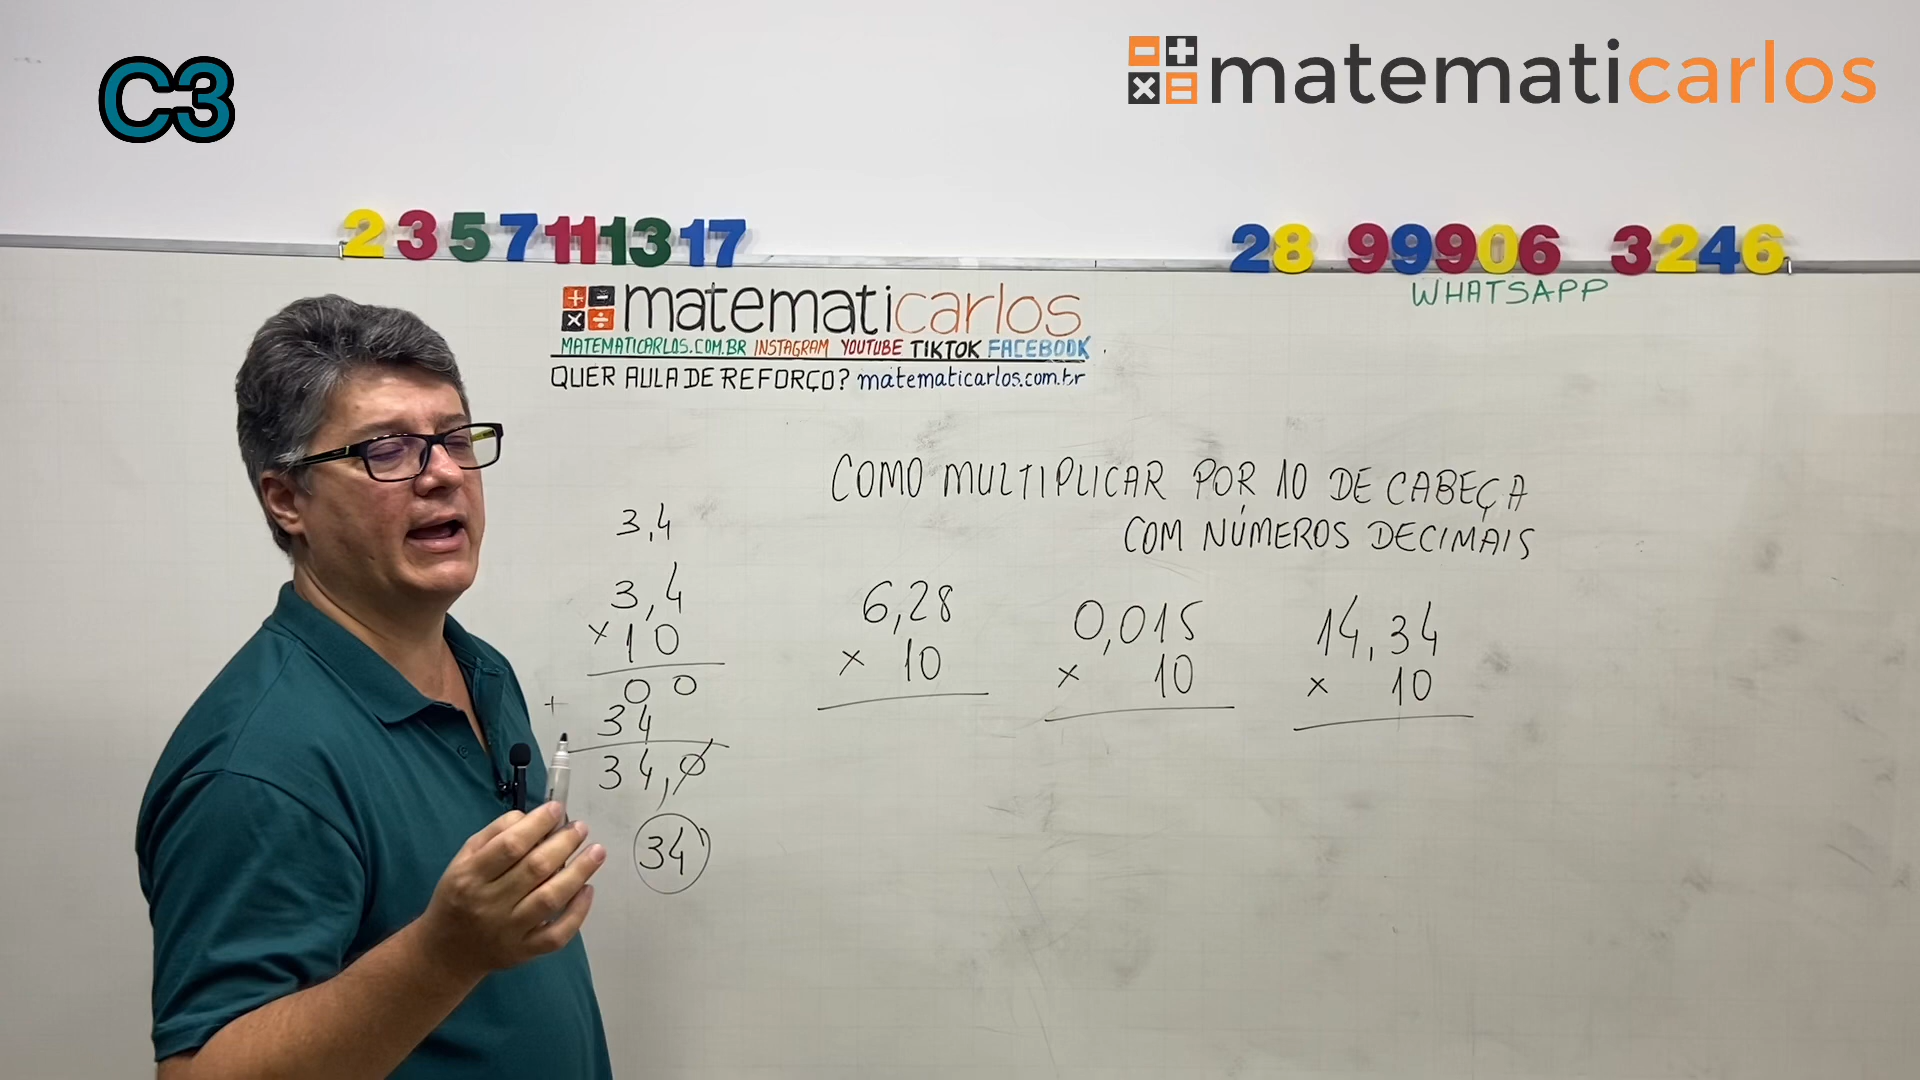 C3
matematicarlos
2 3 5 7 11 13 17
28 99906 3246
WHATSAPP
matematicarlos
MATEMATICARLOS.COM.BR INSTAGRAM YOUTUBE TIKTOK FACEBOOK
QUER AULA DE REFORÇO? matematicarlos.com.br
COMO MULTIPLICAR POR 10 DE CABEÇA
COM NÚMEROS DECIMAIS
3,4
3,4
× 10
00
+ 34
34,0
34
6,28
× 10
0,015
× 10
14,34
× 10